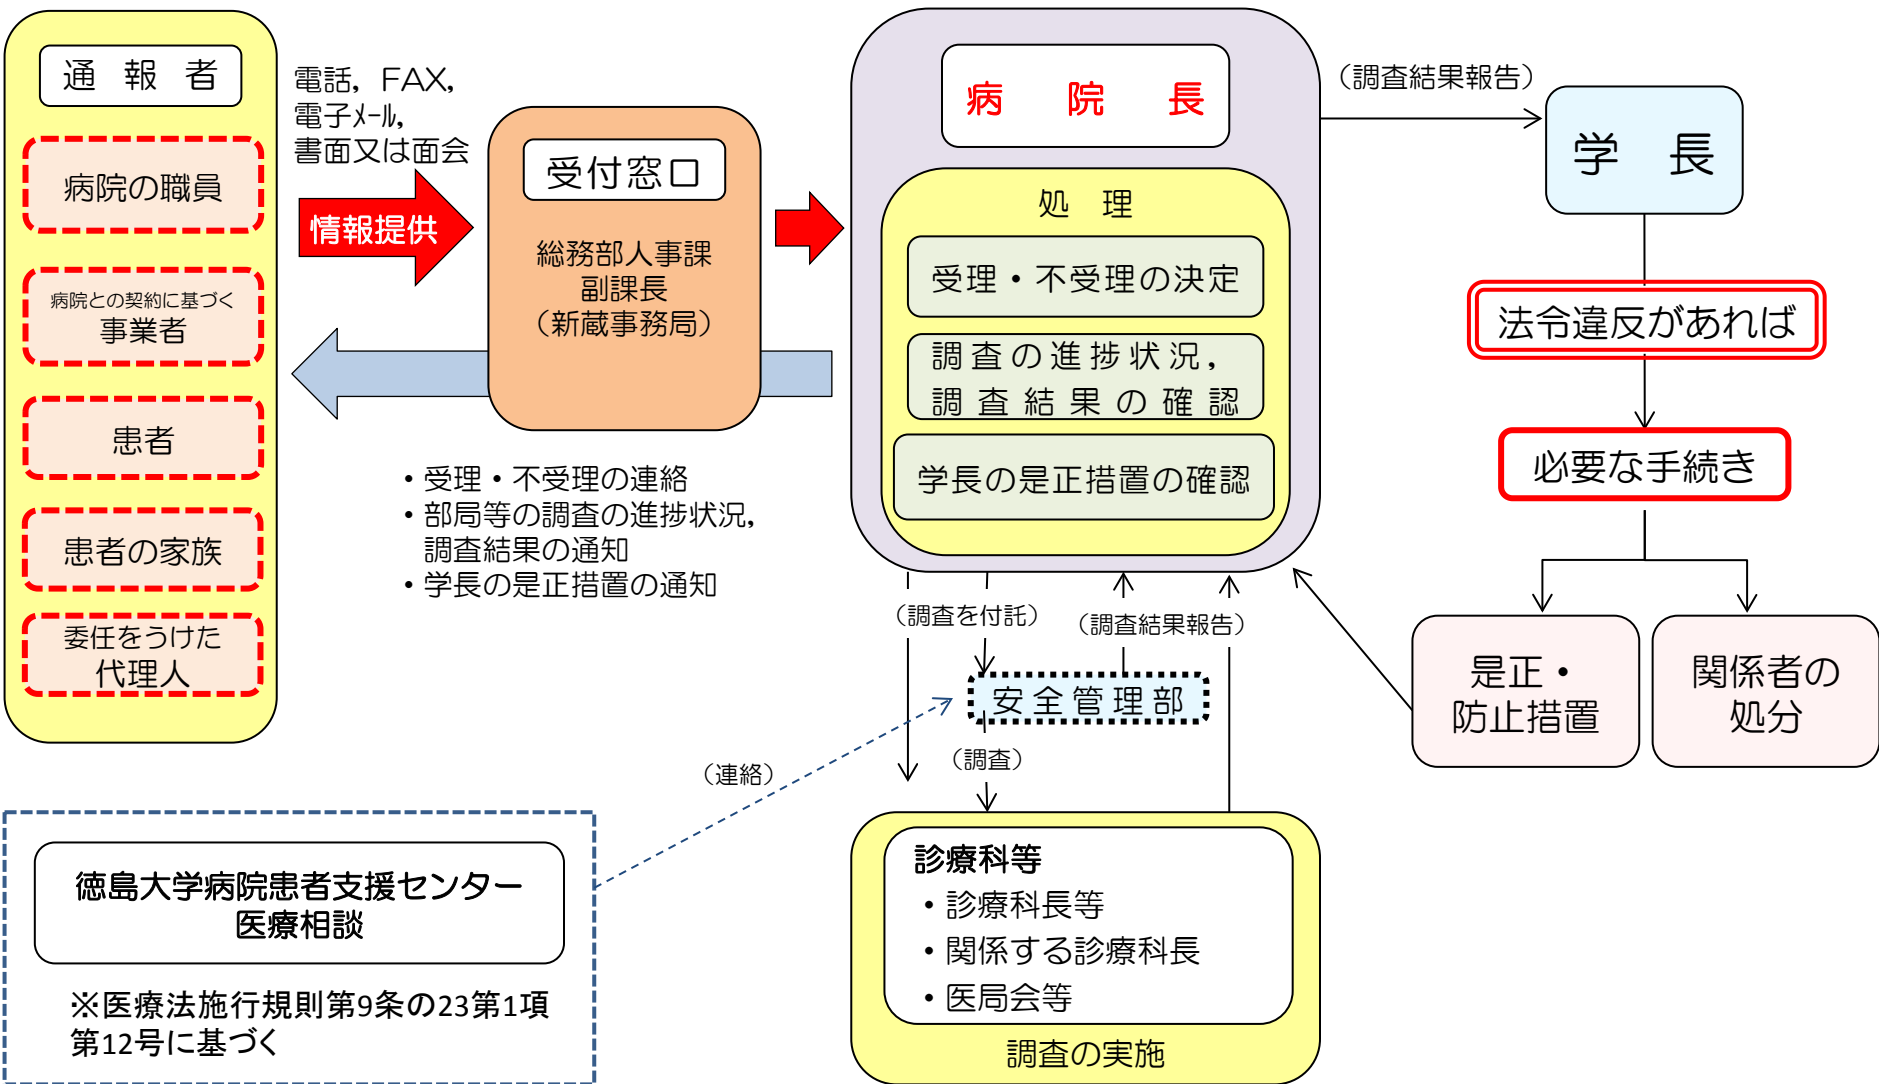 通報者
病院の職員
病院との契約に基づく
事業者
患者
患者の家族
委任をうけた
代理人
電話，FAX，
電子ﾒｰﾙ，
書面又は面会
情報提供
受付窓口
総務部人事課
副課長
（新蔵事務局）
・受理・不受理の連絡
・部局等の調査の進捗状況，
調査結果の通知
・学長の是正措置の通知
病院長
処理
受理・不受理の決定
調査の進捗状況，
調査結果の確認
学長の是正措置の確認
（調査結果報告）
学長
法令違反があれば
必要な手続き
是正・
防止措置
関係者の
処分
（調査を付託）
（調査結果報告）
安全管理部
（調査）
（連絡）
診療科等
・診療科長等
・関係する診療科長
・医局会等
調査の実施
徳島大学病院患者支援センター
医療相談
※医療法施行規則第9条の23第1項
第12号に基づく